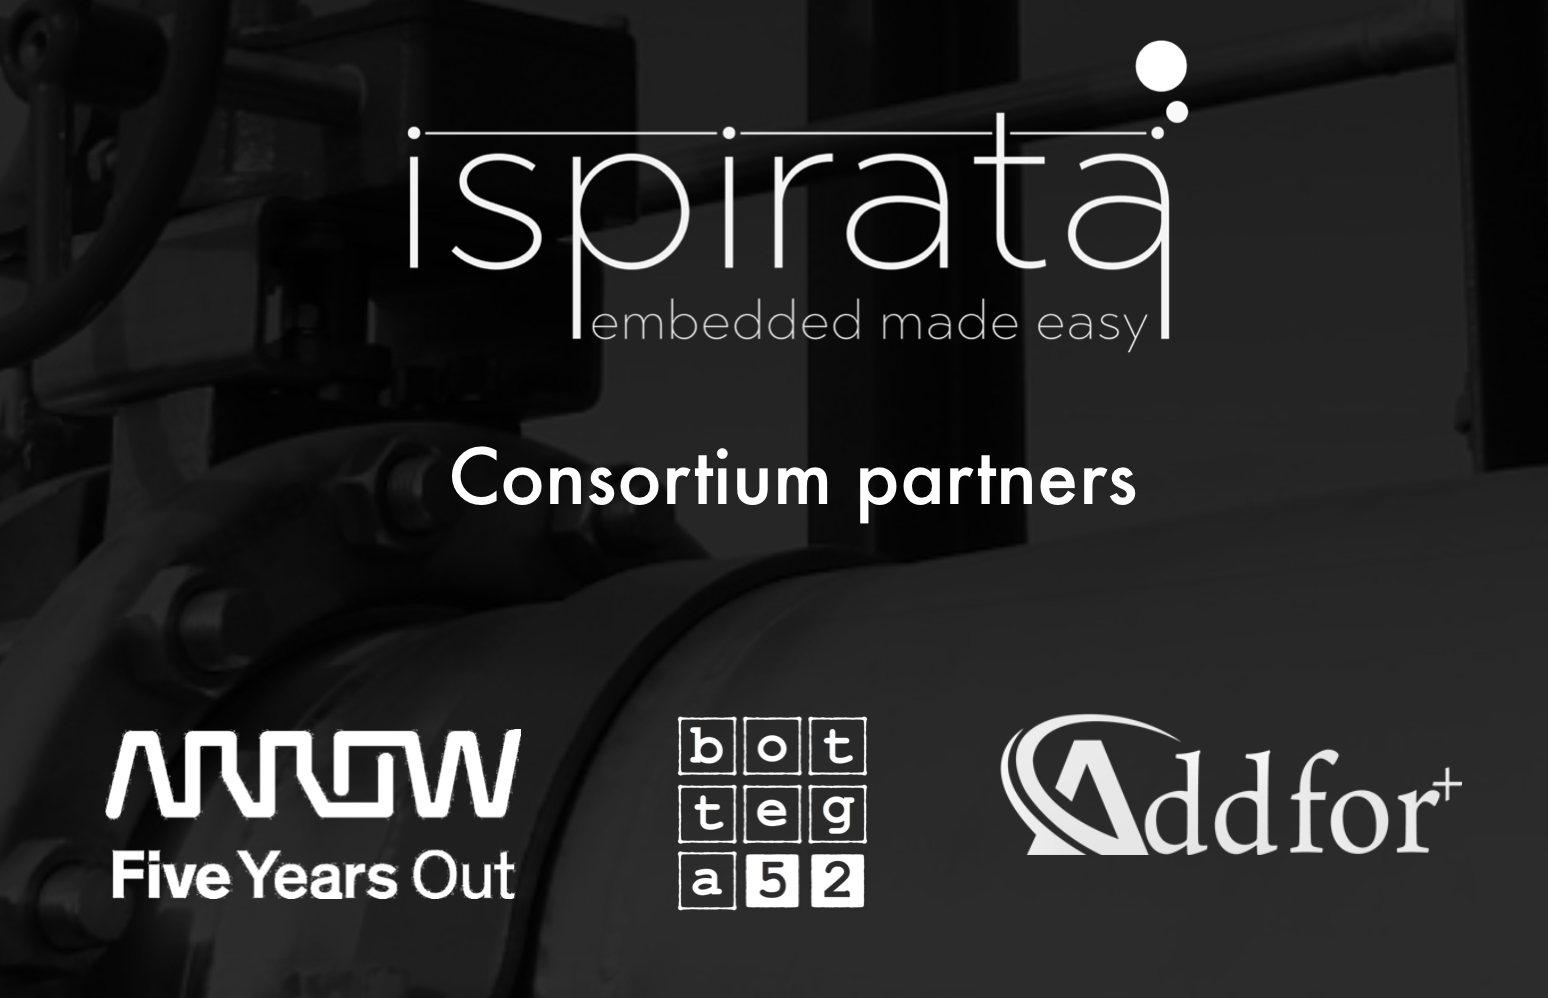 ispirata
embedded made easy
Consortium partners
ARROW
Five Years Out
bot
teg
a52
Addfor+